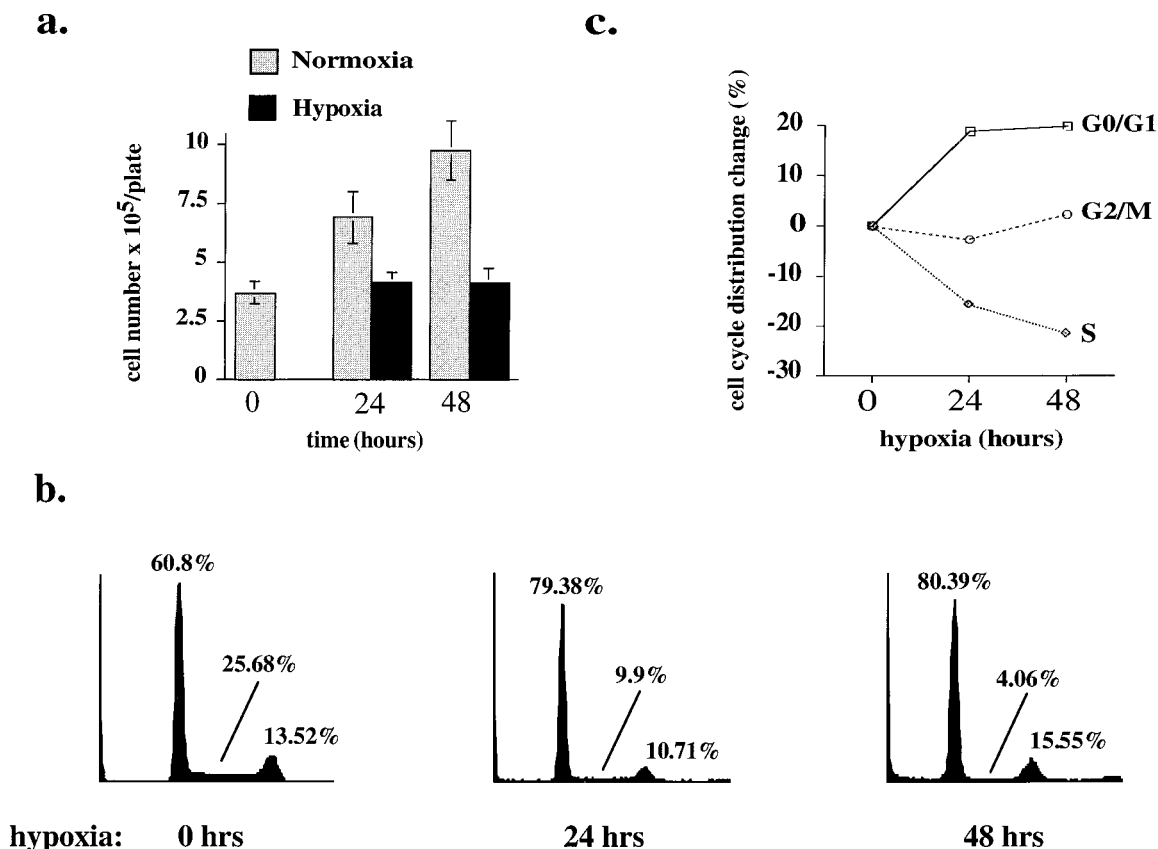 a.
Normoxia
Hypoxia
cell number x 10⁵/plate
10
7.5
5
2.5
0
0 24 48
time (hours)
c.
cell cycle distribution change (%)
20
10
0
-10
-20
-30
G0/G1
G2/M
S
0 24 48
hypoxia (hours)
b.
60.8%
25.68%
13.52%
79.38%
9.9%
10.71%
80.39%
4.06%
15.55%
hypoxia: 0 hrs 24 hrs 48 hrs